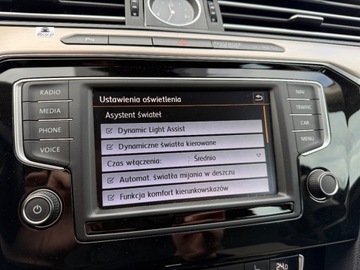 RADIO
MEDIA
PHONE
VOICE
Ustawienia oświetlenia
Asystent świateł
Dynamic Light Assist
Dynamiczne światła kierowane
Czas włączenia: Średnio
Automat. światła mijania w deszczu
Funkcja komfort kierunkowskazów
NAV
TRAFFIC
CAR
MENU